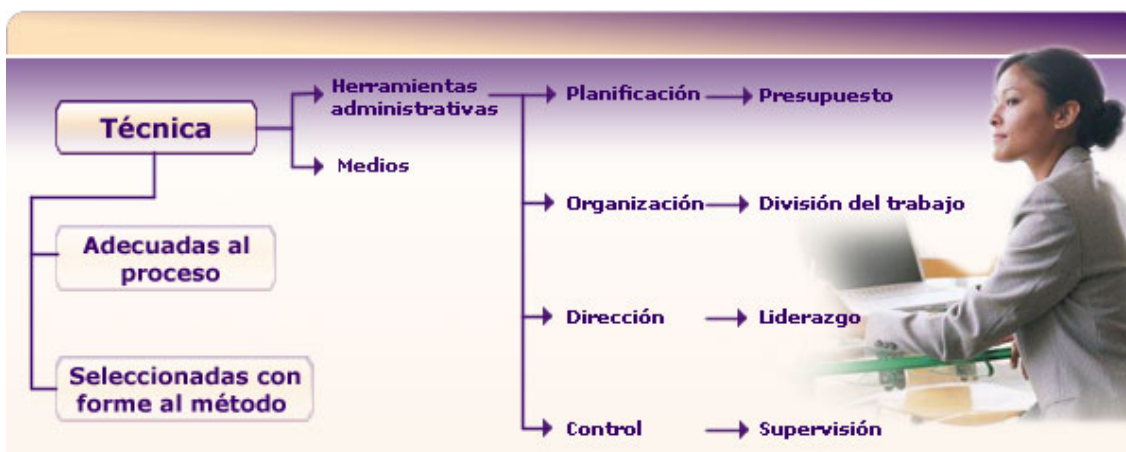 Técnica
Herramientas
administrativas
Medios
Planificación
Presupuesto
Organización
División del trabajo
Dirección
Liderazgo
Control
Supervisión
Adecuadas al
proceso
Seleccionadas con
forme al método